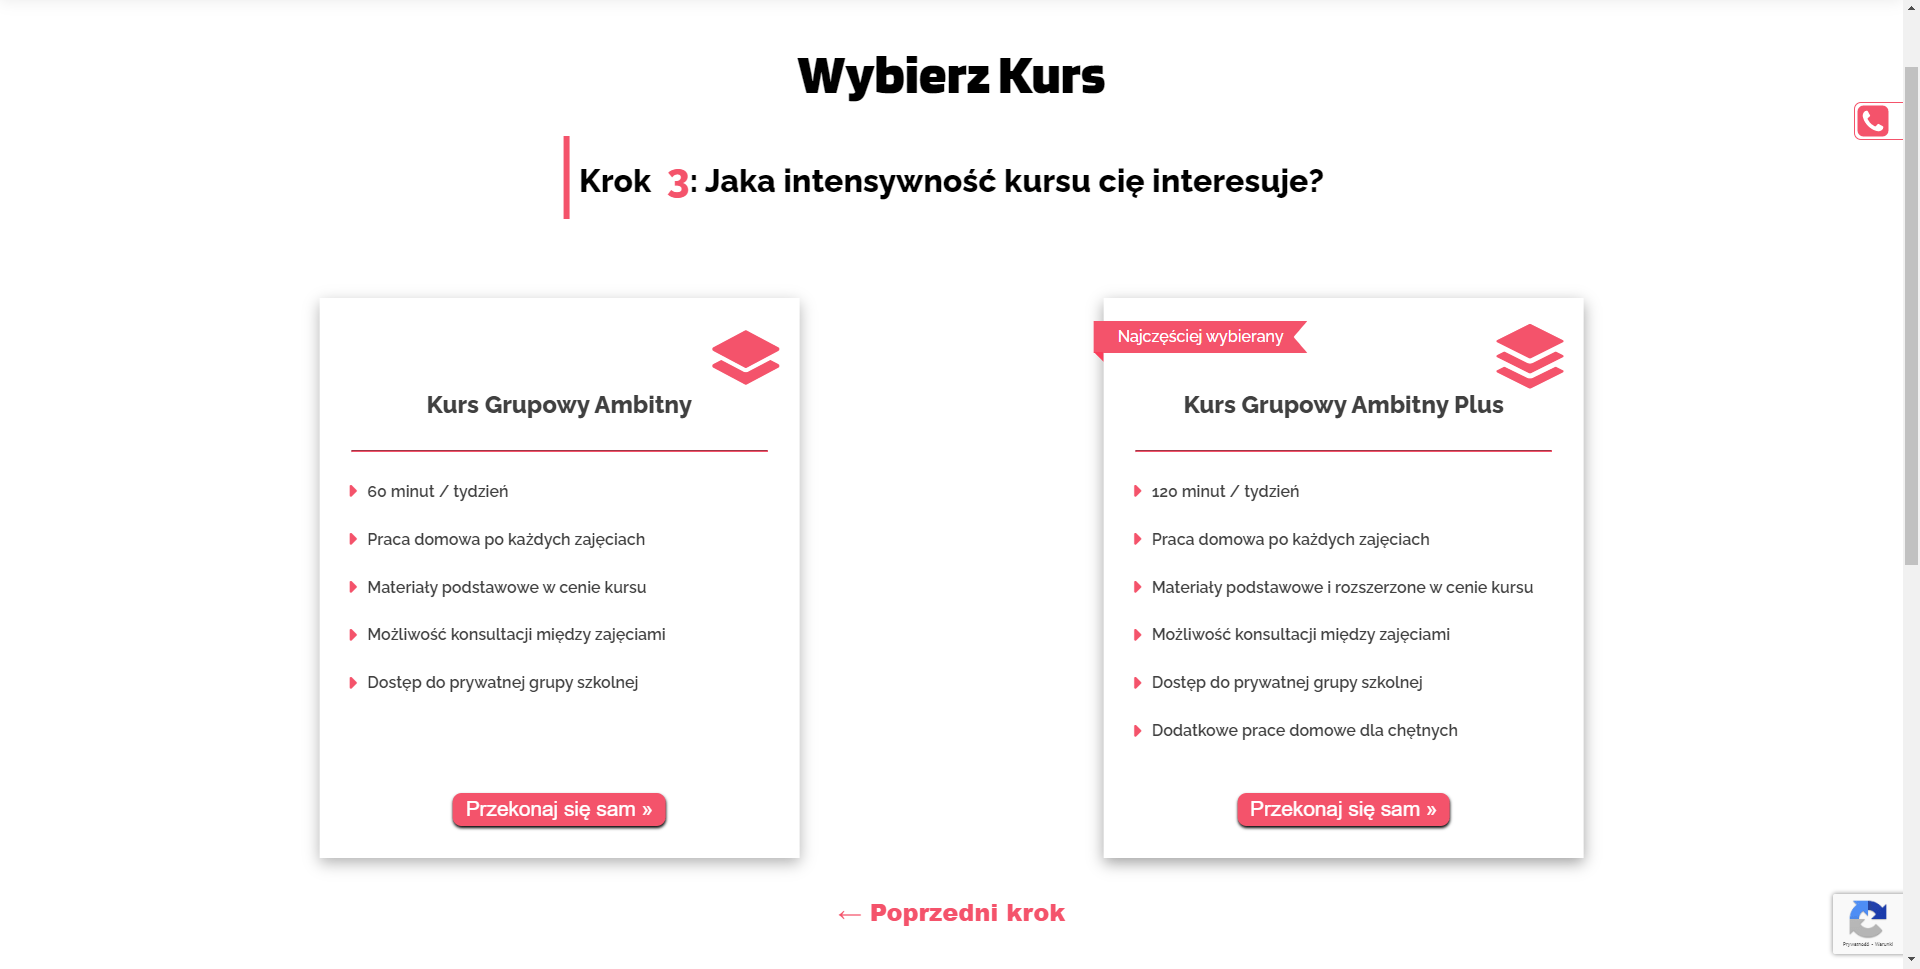 Wybierz Kurs
Krok 3: Jaka intensywność kursu cię interesuje?
Kurs Grupowy Ambitny
60 minut / tydzień
Praca domowa po każdych zajęciach
Materiały podstawowe w cenie kursu
Możliwość konsultacji między zajęciami
Dostęp do prywatnej grupy szkolnej
Przekonaj się sam »
Najczęściej wybierany
Kurs Grupowy Ambitny Plus
120 minut / tydzień
Praca domowa po każdych zajęciach
Materiały podstawowe i rozszerzone w cenie kursu
Możliwość konsultacji między zajęciami
Dostęp do prywatnej grupy szkolnej
Dodatkowe prace domowe dla chętnych
Przekonaj się sam »
← Poprzedni krok
Prywatność - Warunki